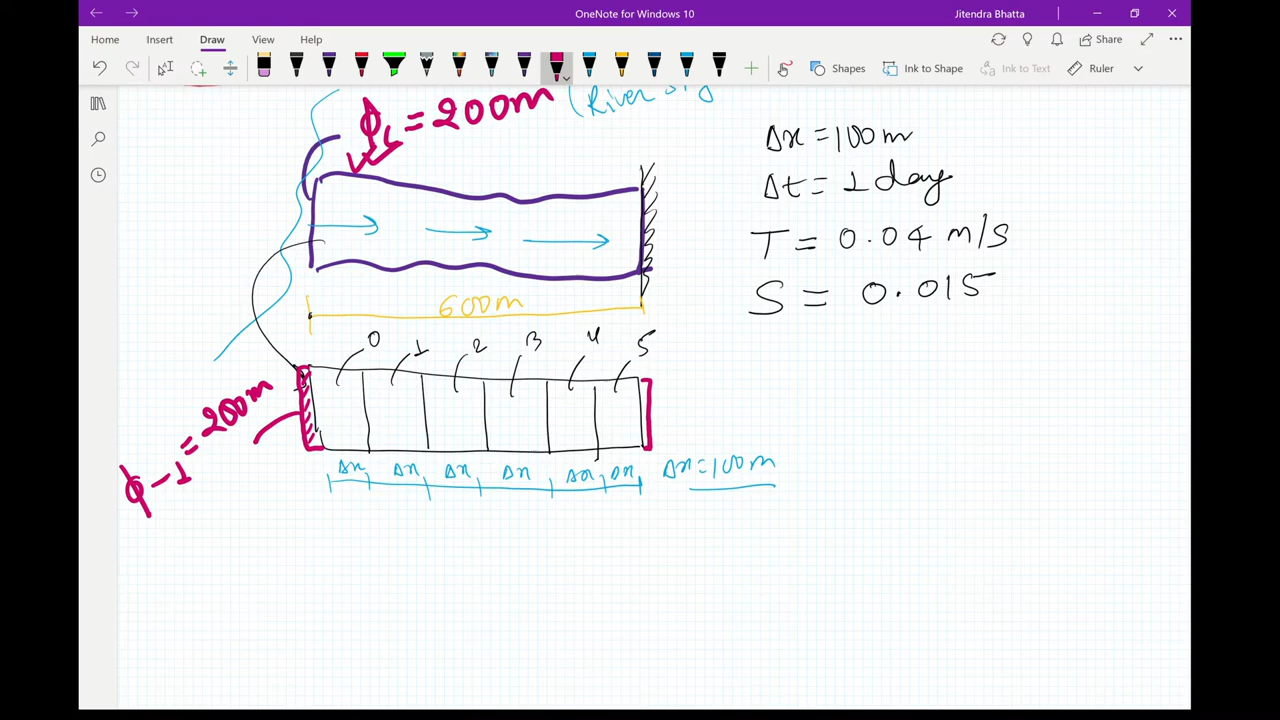 OneNote for Windows 10
Jitendra Bhatta
Home Insert Draw View Help
Share
Shapes
Ink to Shape
Ink to Text
Ruler
ϕL = 200m
(River
Δx = 100m
Δt = 1 day
T = 0.04 m/s
S = 0.015
600m
0 1 2 3 4 5
ϕ-1 = 200m
Δx Δx Δx Δx Δx Δx Δx = 100m